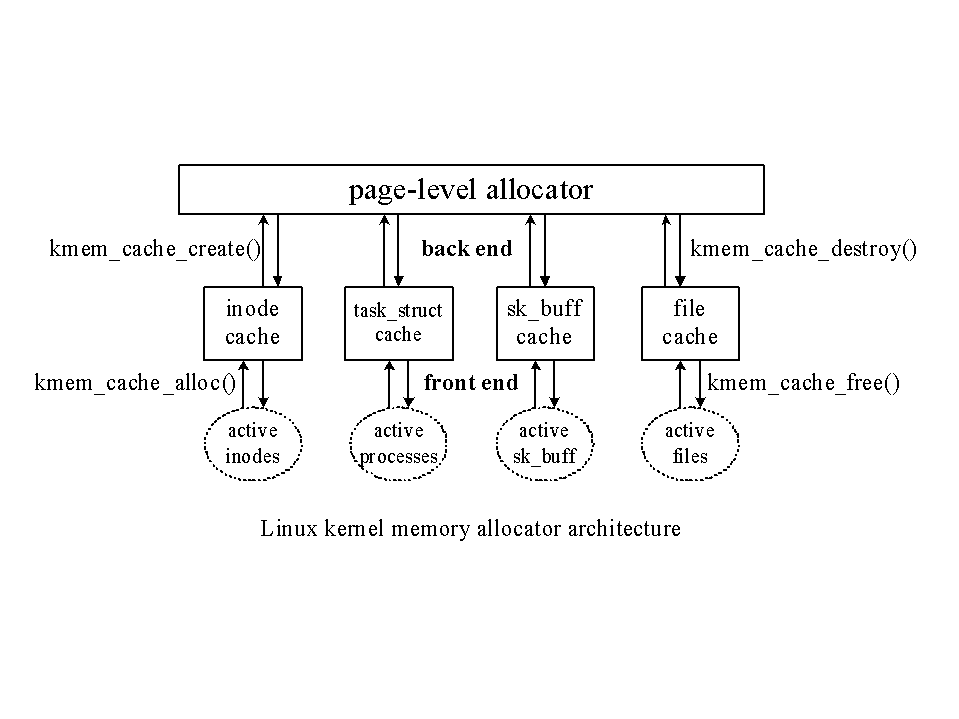 page-level allocator
kmem_cache_create()
back end
kmem_cache_destroy()
inode
cache
task_struct
cache
sk_buff
cache
file
cache
kmem_cache_alloc()
front end
kmem_cache_free()
active
inodes
active
processes
active
sk_buff
active
files
Linux kernel memory allocator architecture